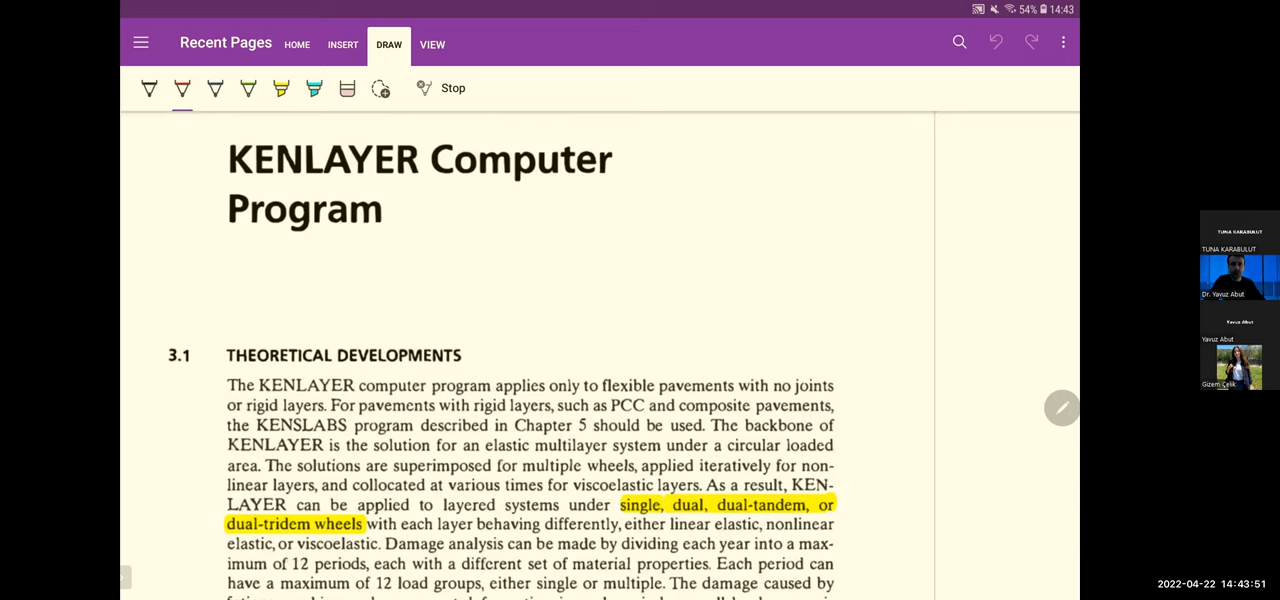 54% 14:43
Recent Pages HOME INSERT DRAW VIEW
Stop
KENLAYER Computer
Program
3.1 THEORETICAL DEVELOPMENTS
The KENLAYER computer program applies only to flexible pavements with no joints
or rigid layers. For pavements with rigid layers, such as PCC and composite pavements,
the KENSLABS program described in Chapter 5 should be used. The backbone of
KENLAYER is the solution for an elastic multilayer system under a circular loaded
area. The solutions are superimposed for multiple wheels, applied iteratively for non-
linear layers, and collocated at various times for viscoelastic layers. As a result, KEN-
LAYER can be applied to layered systems under single, dual, dual-tandem, or
dual-tridem wheels with each layer behaving differently, either linear elastic, nonlinear
elastic, or viscoelastic. Damage analysis can be made by dividing each year into a max-
imum of 12 periods, each with a different set of material properties. Each period can
have a maximum of 12 load groups, either single or multiple. The damage caused by
TUNA KARABULUT
TUNA KARABULUT
Dr. Yavuz Abut
Yavuz Abut
Yavuz Abut
Gizem Çelik
2022-04-22 14:43:51